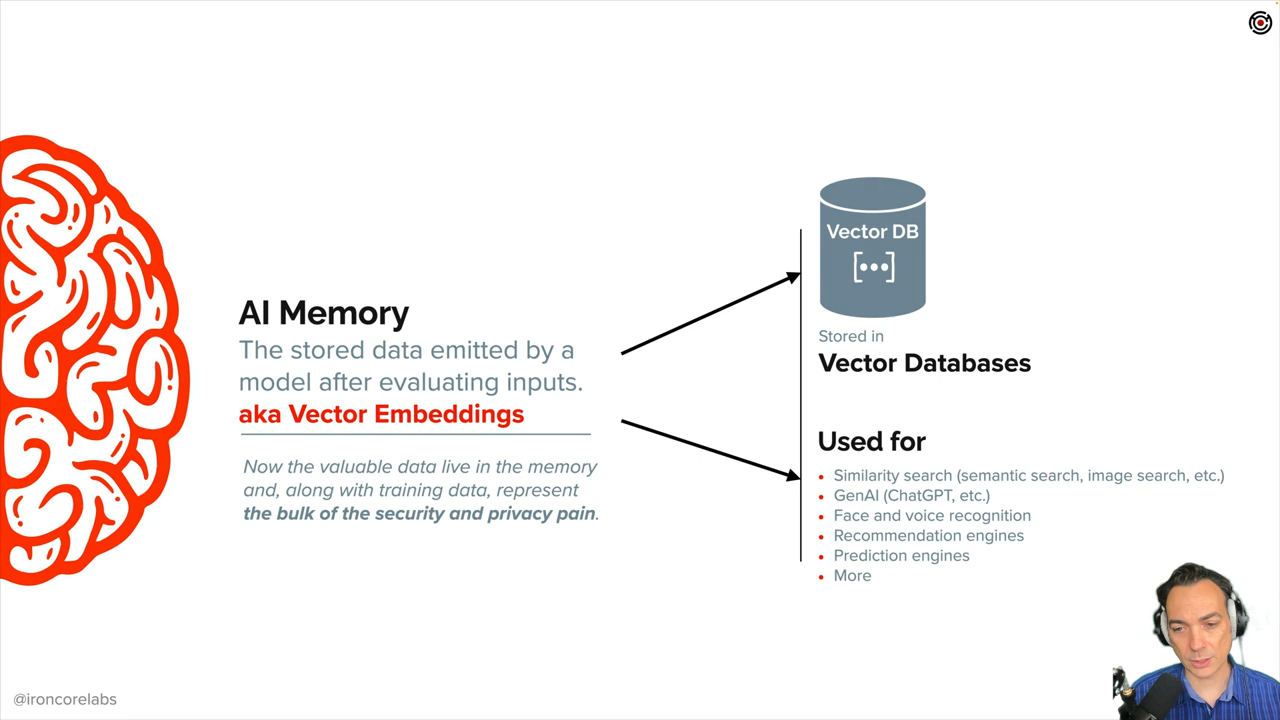 AI Memory
The stored data emitted by a
model after evaluating inputs.
aka Vector Embeddings
Now the valuable data live in the memory
and, along with training data, represent
the bulk of the security and privacy pain.
Vector DB
[•••]
Stored in
Vector Databases
Used for
• Similarity search (semantic search, image search, etc.)
• GenAI (ChatGPT, etc.)
• Face and voice recognition
• Recommendation engines
• Prediction engines
• More
@ironcorelabs